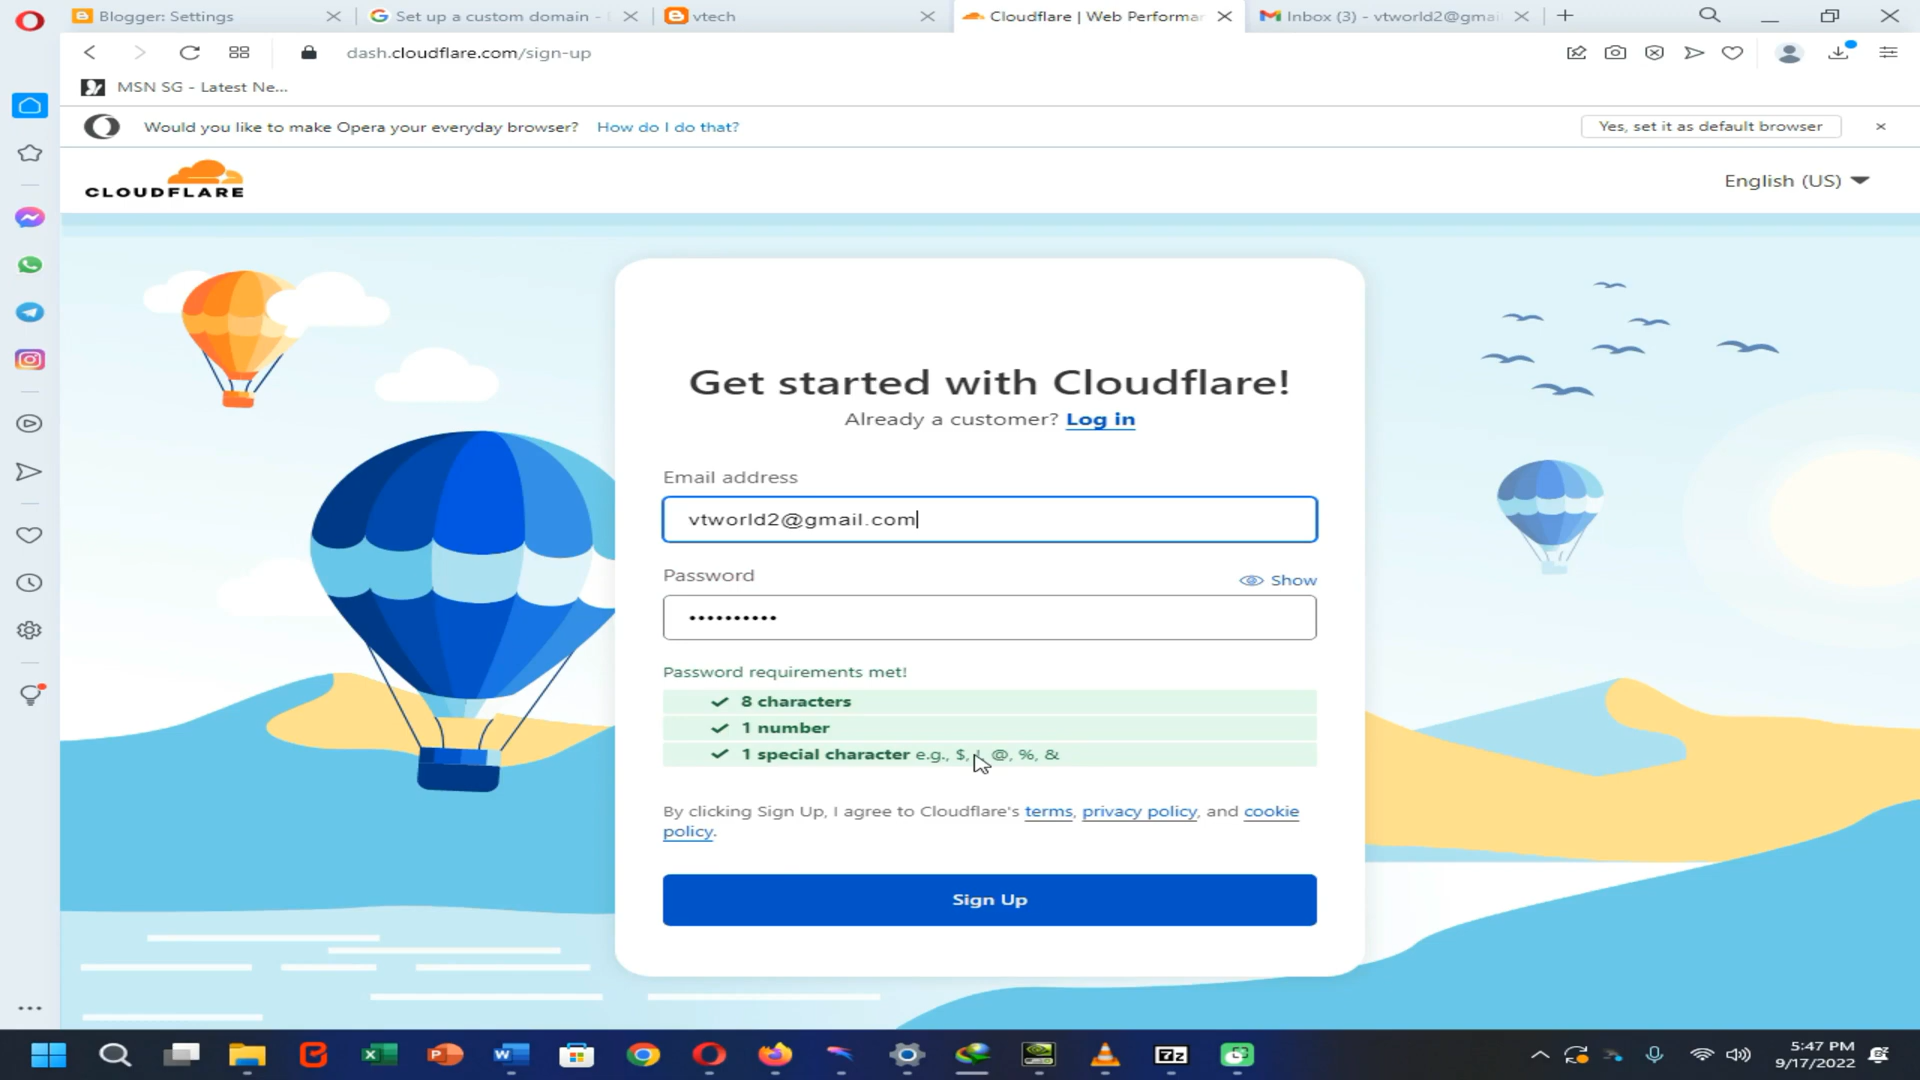 Blogger: Settings
Set up a custom domain -
vtech
Cloudflare | Web Performar
Inbox (3) - vtworld2@gmai
dash.cloudflare.com/sign-up
MSN SG - Latest Ne...
Would you like to make Opera your everyday browser? How do I do that?
Yes, set it as default browser
CLOUDFLARE
English (US)
Get started with Cloudflare!
Already a customer? Log in
Email address
vtworld2@gmail.com
Password
Show
••••••••••
Password requirements met!
8 characters
1 number
1 special character e.g., $, !, @, %, &
By clicking Sign Up, I agree to Cloudflare's terms, privacy policy, and cookie
policy.
Sign Up
5:47 PM
9/17/2022